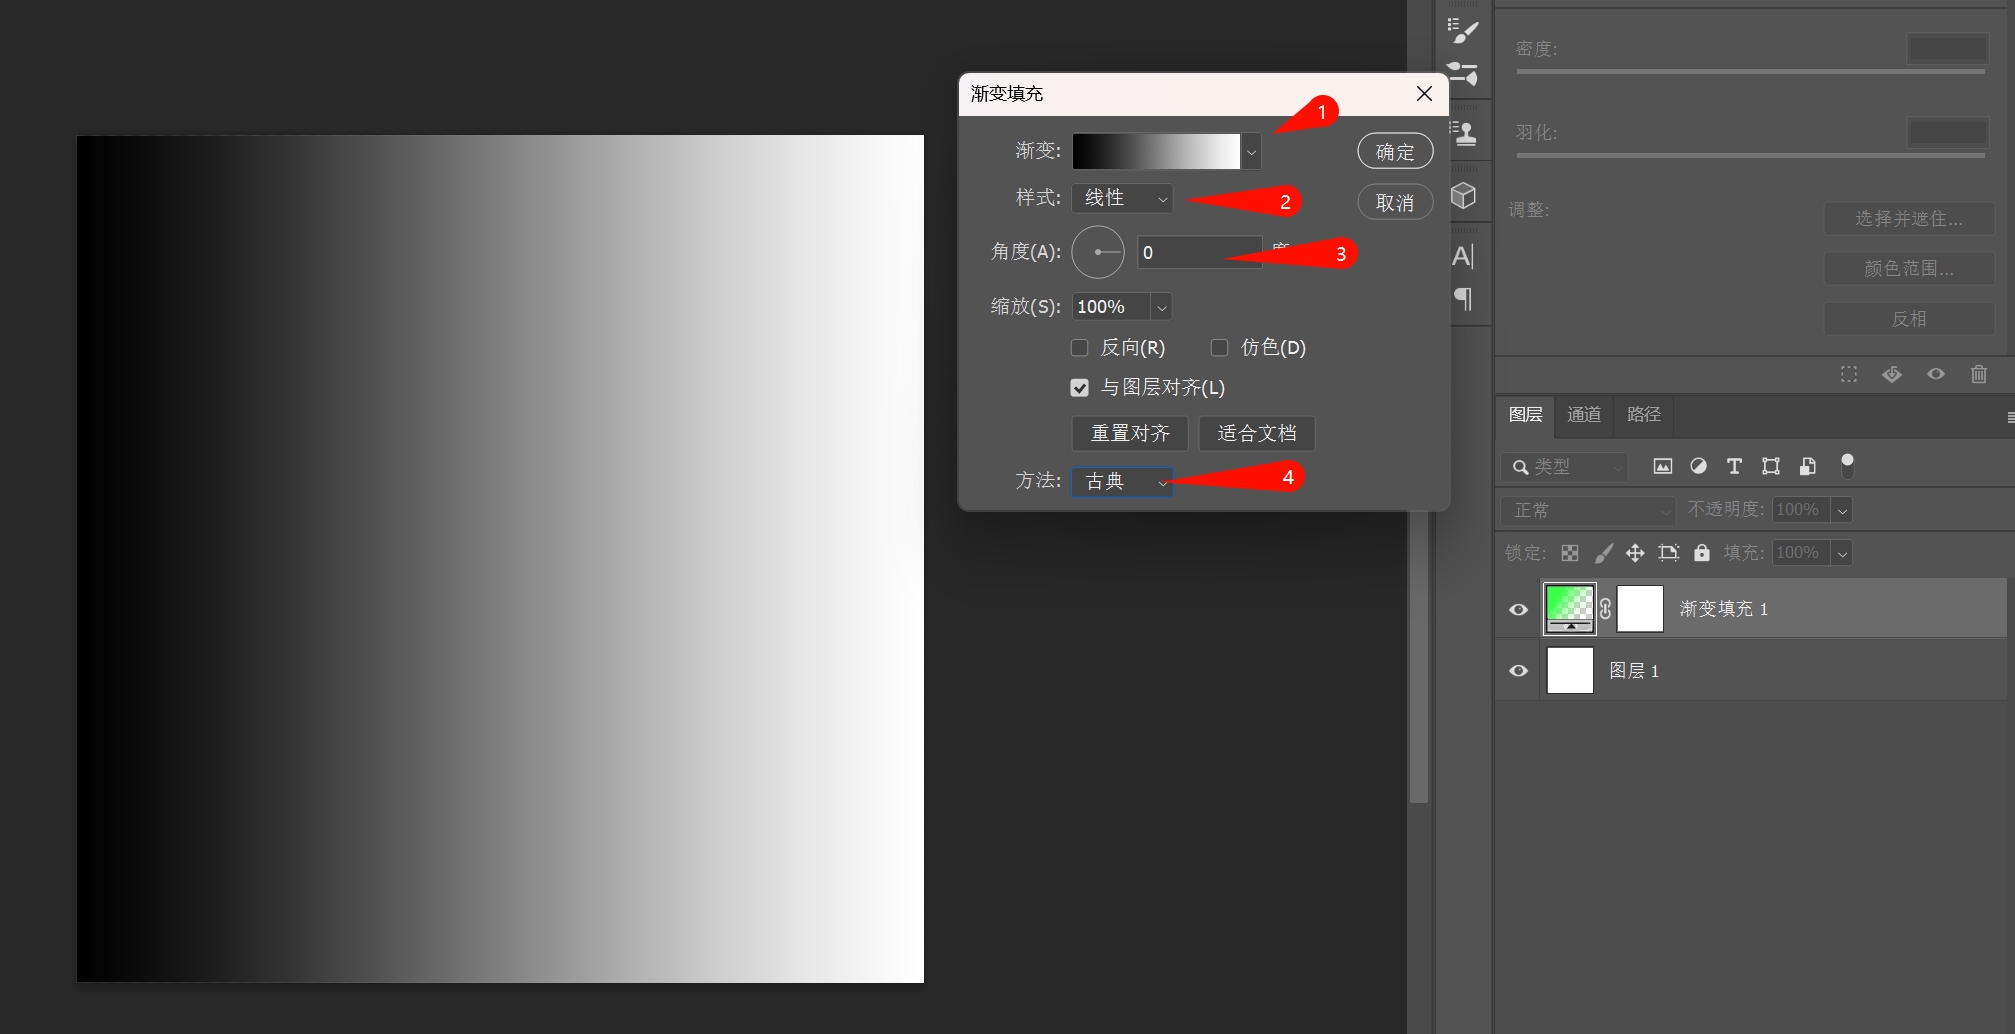 渐变填充
1
渐变:
确定
样式:
线性
2
取消
角度(A):
0
度
3
缩放(S):
100%
反向(R)
仿色(D)
与图层对齐(L)
重置对齐
适合文档
方法:
古典
4
A
密度:
羽化:
调整:
选择并遮住...
颜色范围...
反相
图层
通道
路径
类型
T
正常
不透明度:
100%
锁定:
填充:
100%
渐变填充 1
图层 1